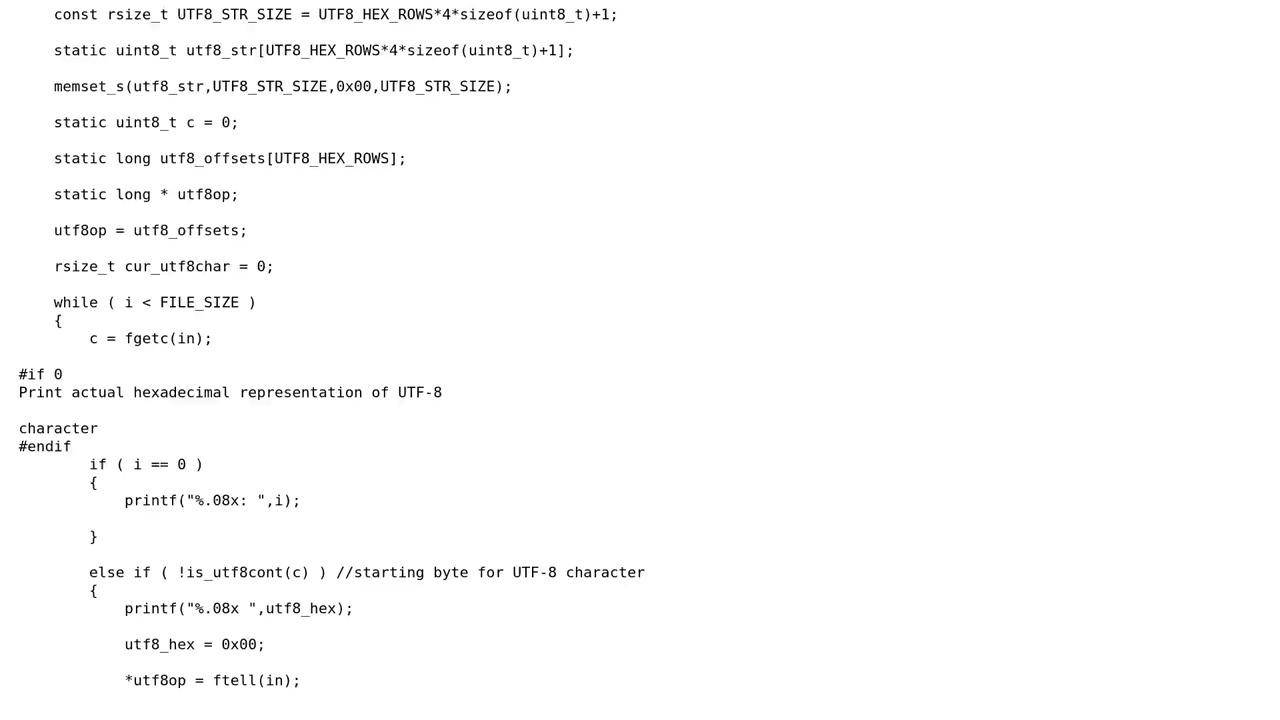 const rsize_t UTF8_STR_SIZE = UTF8_HEX_ROWS*4*sizeof(uint8_t)+1;
static uint8_t utf8_str[UTF8_HEX_ROWS*4*sizeof(uint8_t)+1];
memset_s(utf8_str,UTF8_STR_SIZE,0x00,UTF8_STR_SIZE);
static uint8_t c = 0;
static long utf8_offsets[UTF8_HEX_ROWS];
static long * utf8op;
utf8op = utf8_offsets;
rsize_t cur_utf8char = 0;
while ( i < FILE_SIZE )
{
c = fgetc(in);
#if 0
Print actual hexadecimal representation of UTF-8
character
#endif
if ( i == 0 )
{
printf("%.08x: ",i);
}
else if ( !is_utf8cont(c) ) //starting byte for UTF-8 character
{
printf("%.08x ",utf8_hex);
utf8_hex = 0x00;
*utf8op = ftell(in);